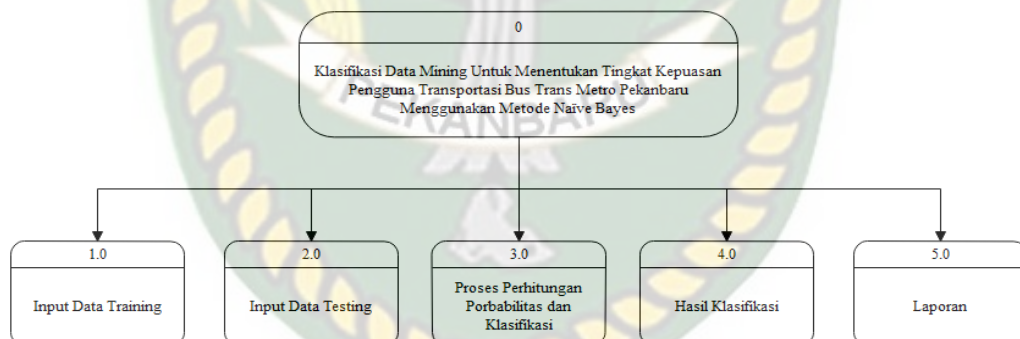 0
Klasifikasi Data Mining Untuk Menentukan Tingkat Kepuasan
Pengguna Transportasi Bus Trans Metro Pekanbaru
Menggunakan Metode Naïve Bayes
PEKANBARU
1.0
Input Data Training
2.0
Input Data Testing
3.0
Proses Perhitungan
Porbabilitas dan
Klasifikasi
4.0
Hasil Klasifikasi
5.0
Laporan